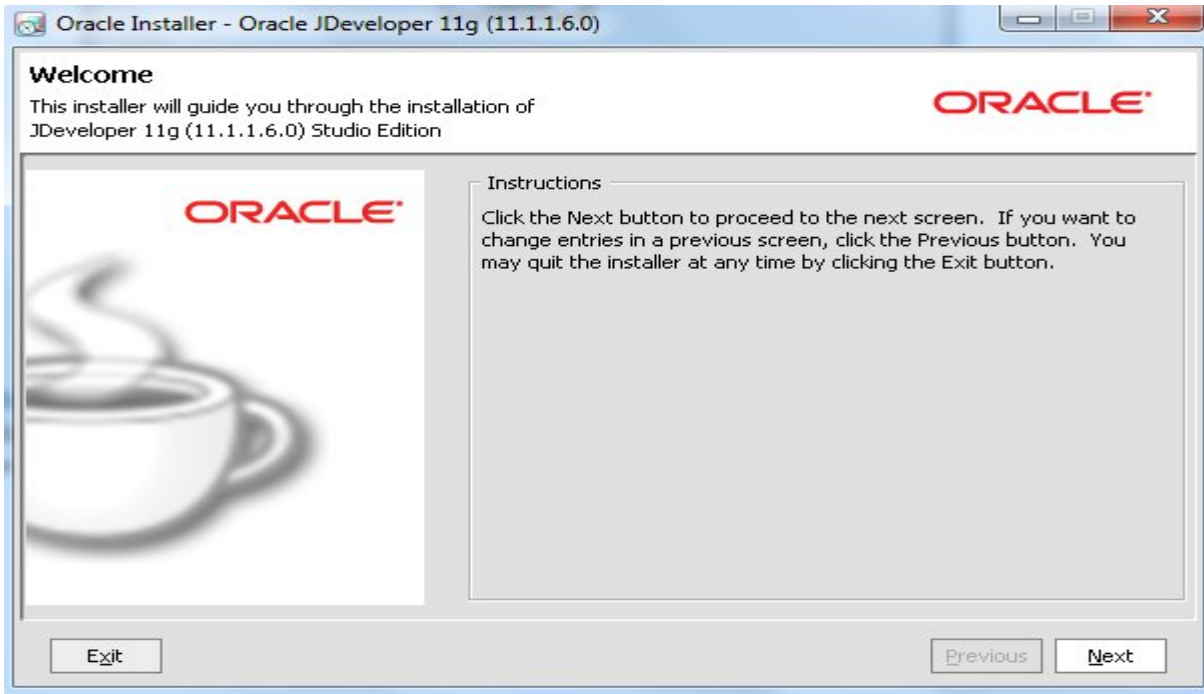 Oracle Installer - Oracle JDeveloper 11g (11.1.1.6.0)
Welcome
This installer will guide you through the installation of
JDeveloper 11g (11.1.1.6.0) Studio Edition
ORACLE
ORACLE
Instructions
Click the Next button to proceed to the next screen. If you want to
change entries in a previous screen, click the Previous button. You
may quit the installer at any time by clicking the Exit button.
Exit
Previous
Next